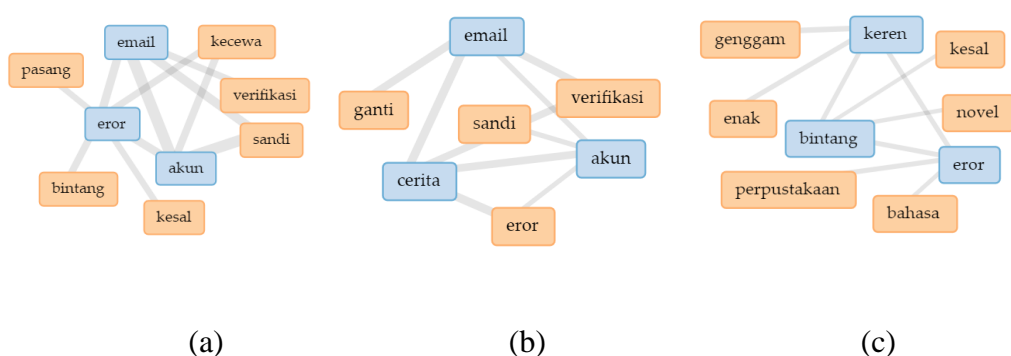 email
kecewa
pasang
verifikasi
eror
sandi
akun
bintang
kesal
(a)
email
verifikasi
ganti
sandi
akun
cerita
eror
(b)
genggam
keren
kesal
enak
novel
bintang
eror
perpustakaan
bahasa
(c)